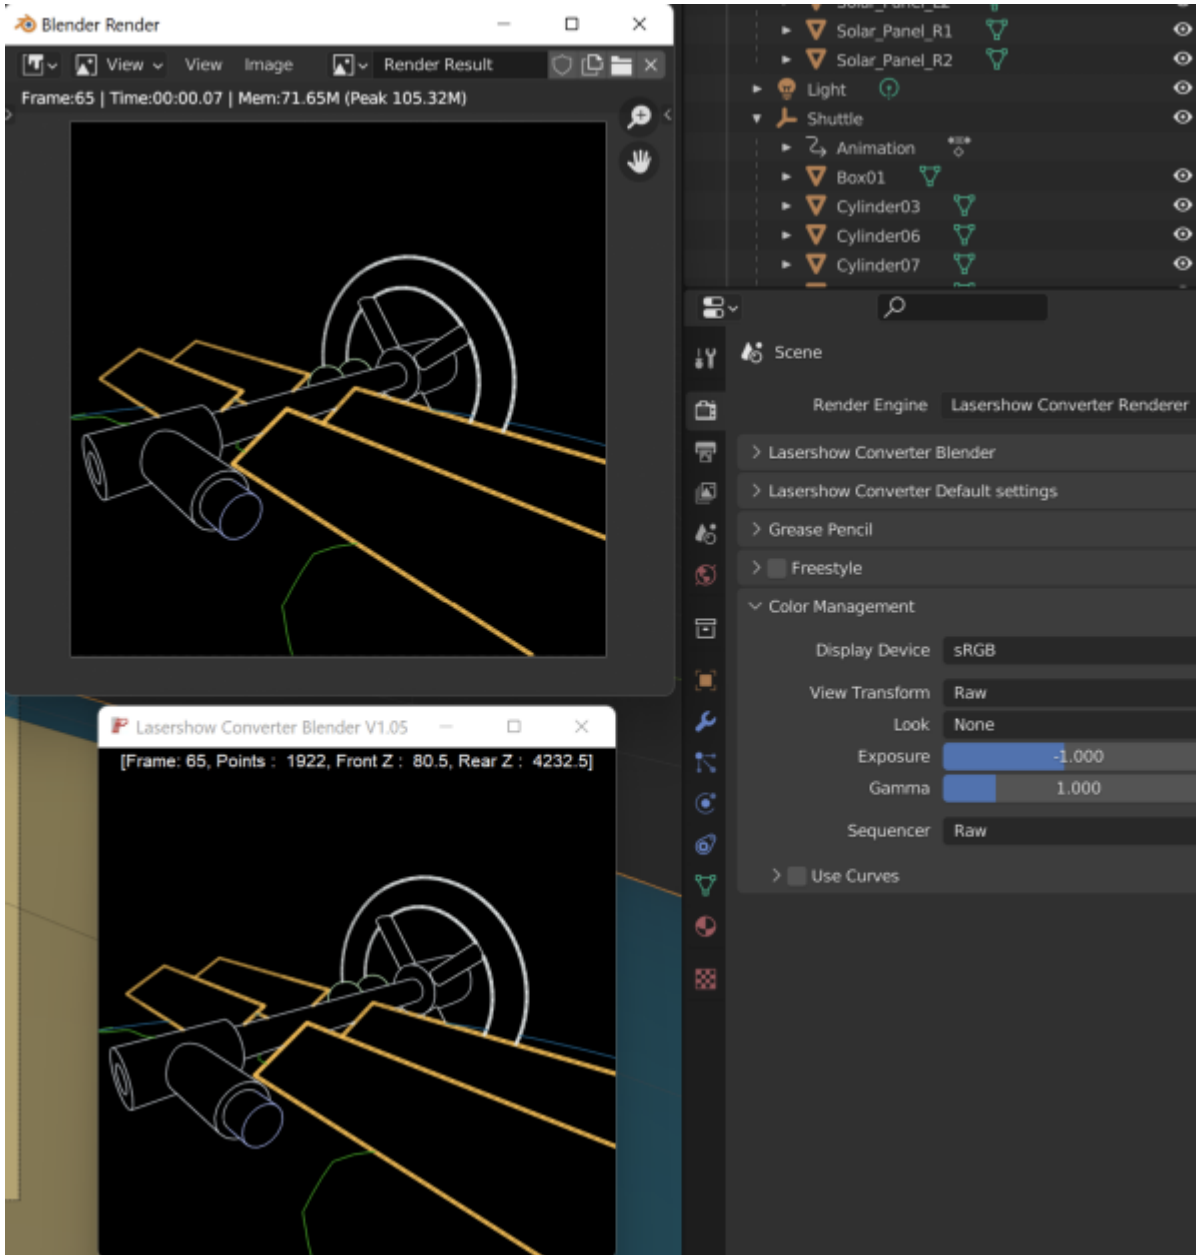 Blender Render
View View Image Render Result
Frame:65 | Time:00:00.07 | Mem:71.65M (Peak 105.32M)
Solar_Panel_L2
Solar_Panel_R1
Solar_Panel_R2
Light
Shuttle
Animation
Box01
Cylinder03
Cylinder06
Cylinder07
Scene
Render Engine Lasershow Converter Renderer
Lasershow Converter Blender
Lasershow Converter Default settings
Grease Pencil
Freestyle
Color Management
Display Device sRGB
View Transform Raw
Look None
Exposure -1.000
Gamma 1.000
Sequencer Raw
Use Curves
Lasershow Converter Blender V1.05
[Frame: 65, Points : 1922, Front Z : 80.5, Rear Z : 4232.5]